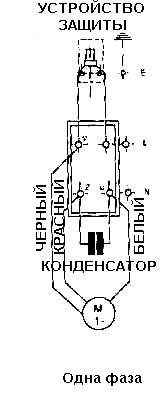 УСТРОЙСТВО
ЗАЩИТЫ
E
L
N
ЧЕРНЫЙ
КРАСНЫЙ
БЕЛЫЙ
КОНДЕНСАТОР
M
1~
Одна фаза